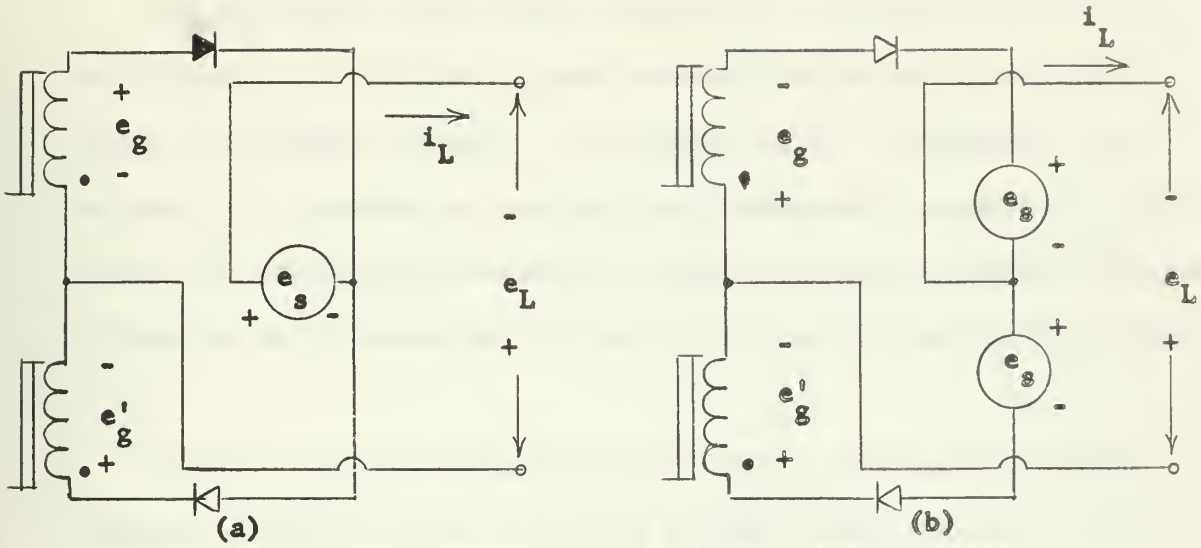 +
e_g
-
i_L
-
e_L
+
e_s
+ -
-
e'_g
+
(a)
i_L
-
e_g
+
+
e_s
-
-
e_L
+
+
e_s
-
-
e'_g
+
(b)